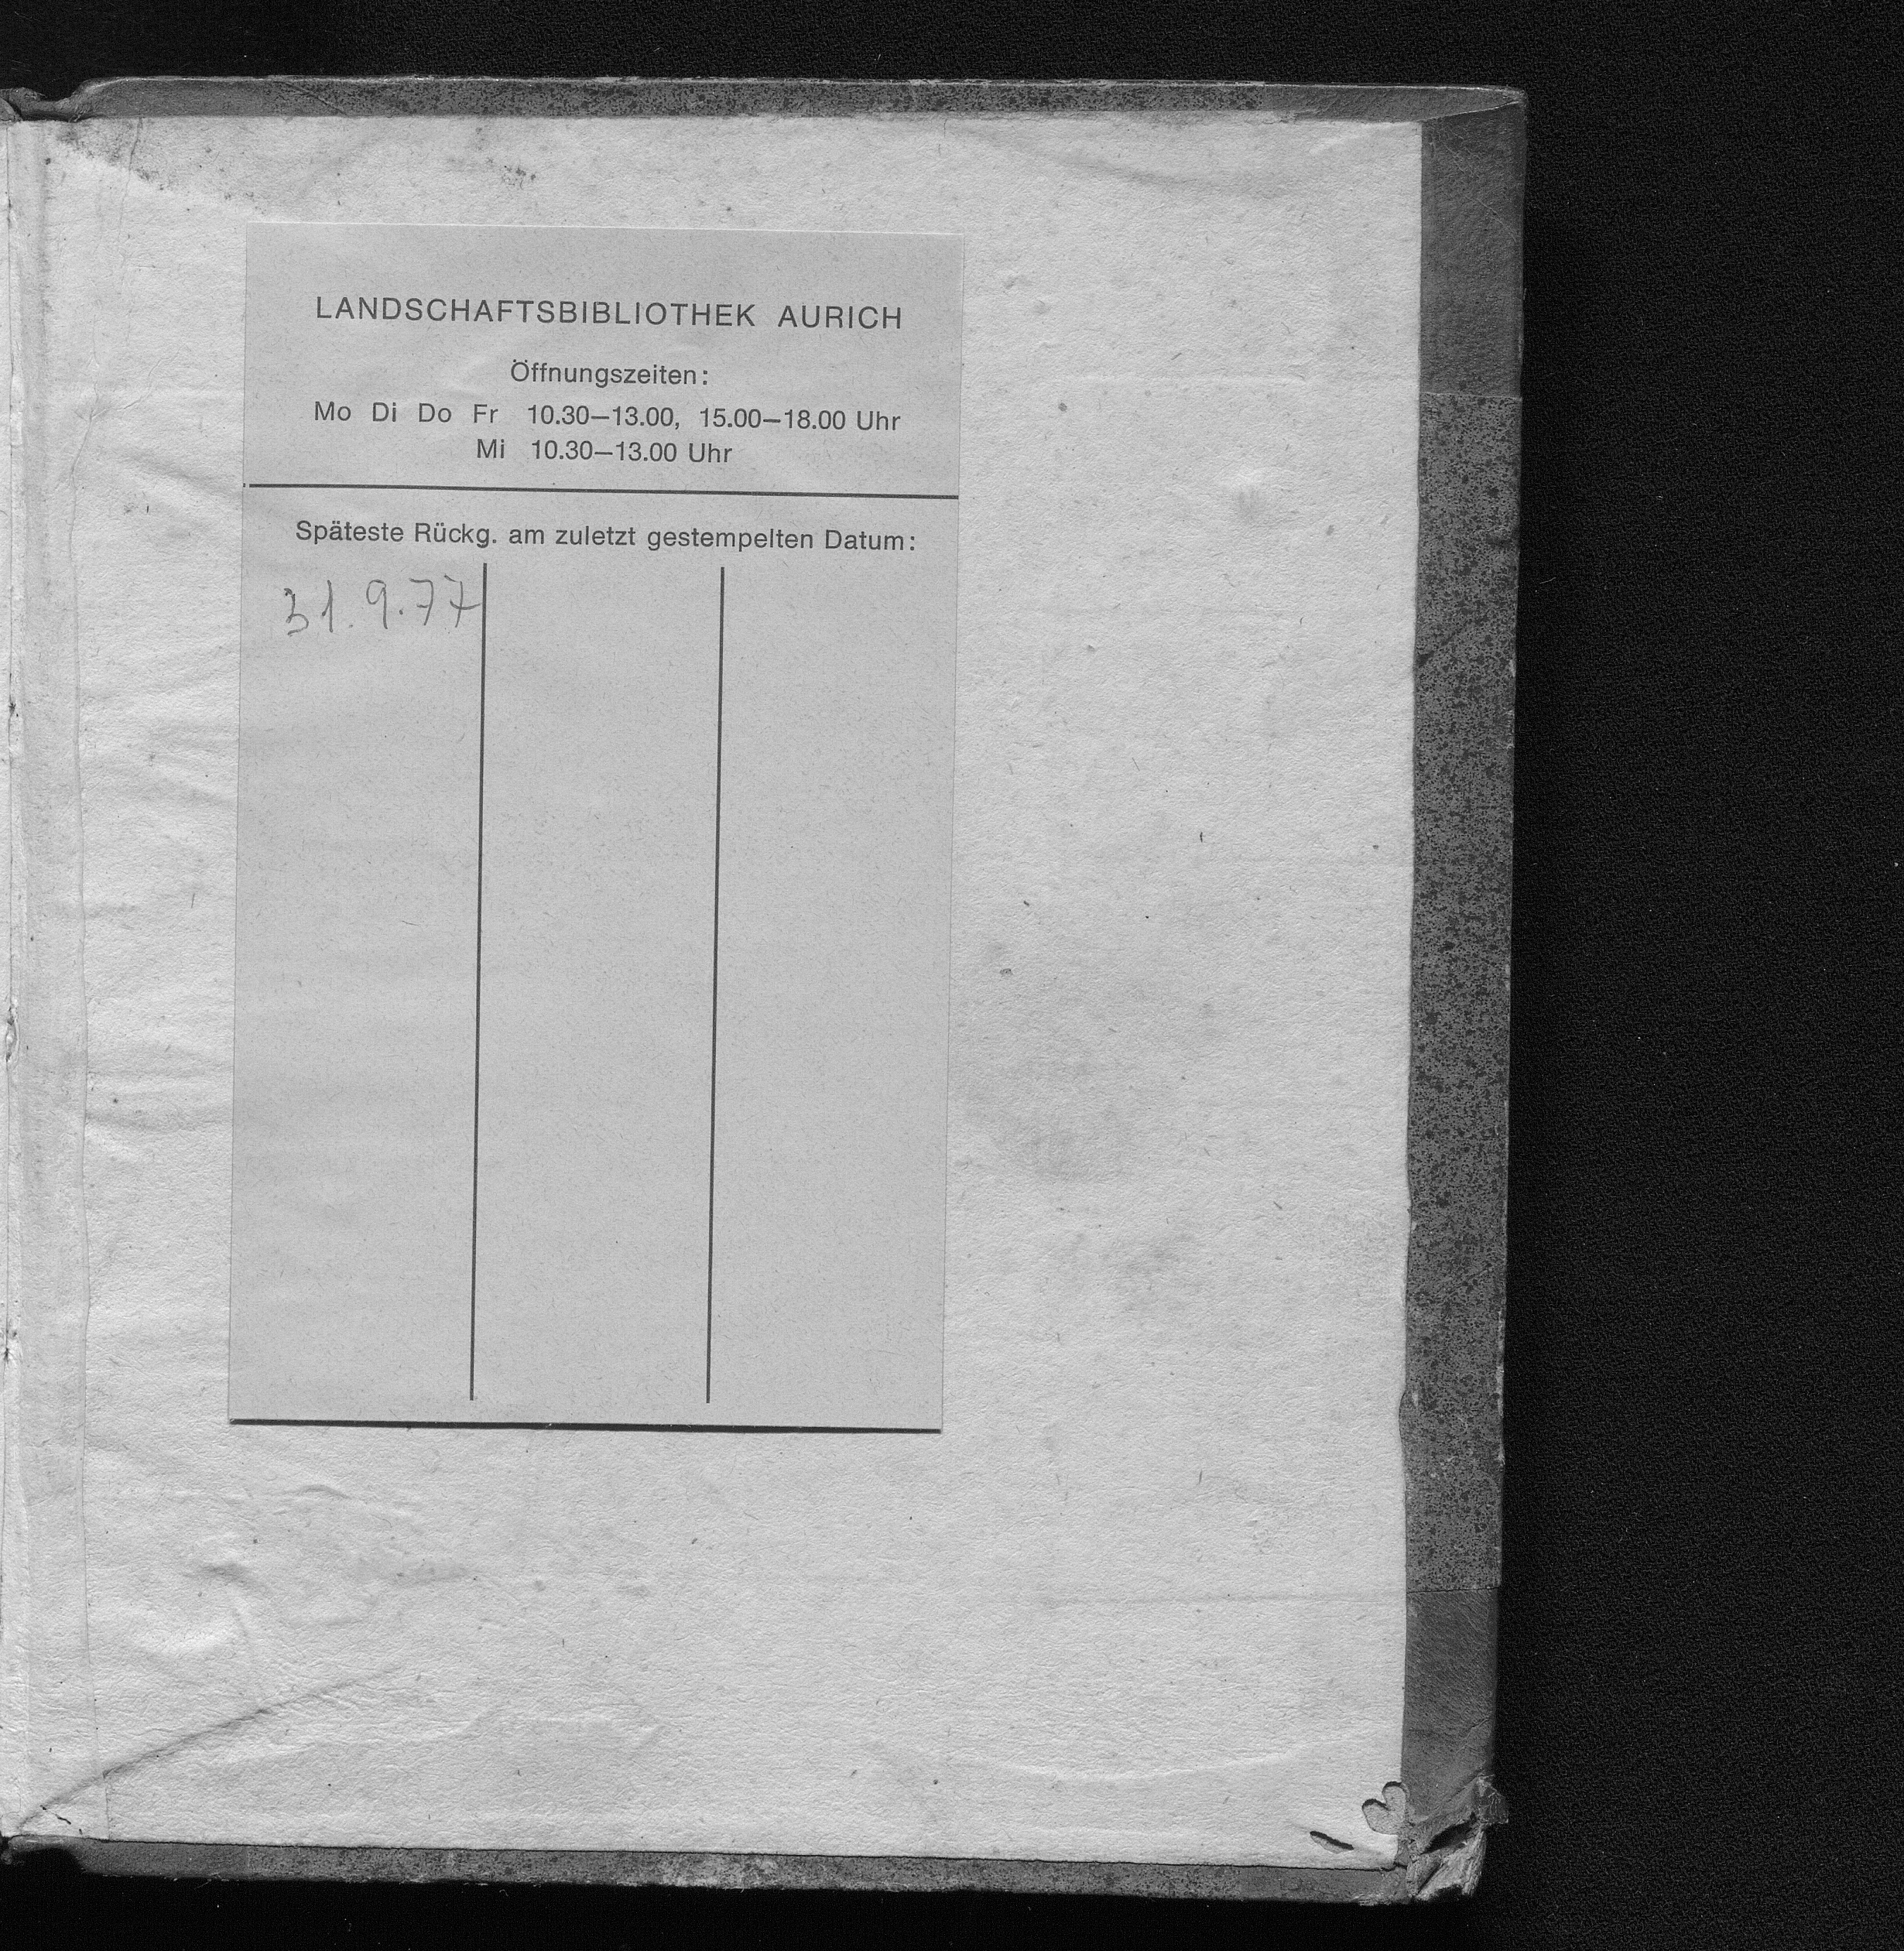 LANDSCHAFTSBIBLIOTHEK AURICH
Öffnungszeiten:
Mo Di Do Fr 10.30—13.00, 15.00—18.00 Uhr
Mi 10.30—13.00 Uhr
Späteste Rückg. am zuletzt gestempelten Datum:
31.9.77